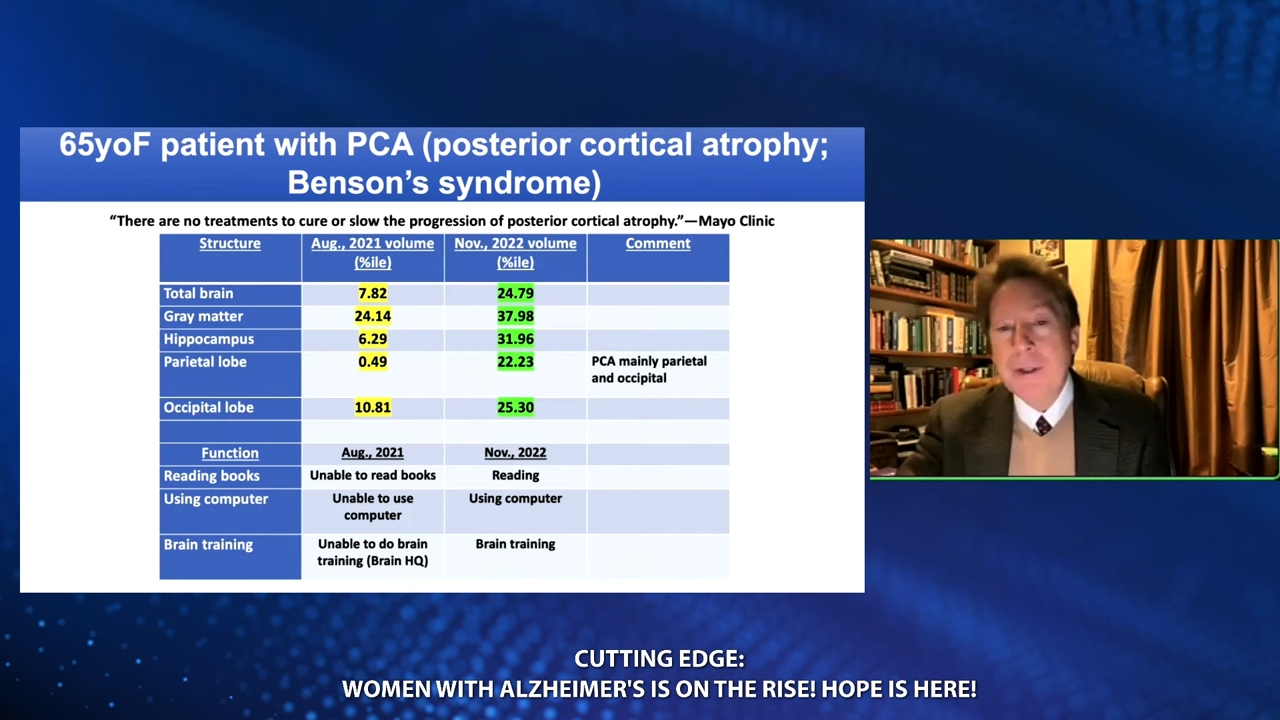 65yoF patient with PCA (posterior cortical atrophy;
Benson’s syndrome)
“There are no treatments to cure or slow the progression of posterior cortical atrophy.”—Mayo Clinic
Structure Aug., 2021 volume Nov., 2022 volume Comment
(%ile) (%ile)
Total brain 7.82 24.79
Gray matter 24.14 37.98
Hippocampus 6.29 31.96
Parietal lobe 0.49 22.23 PCA mainly parietal
and occipital
Occipital lobe 10.81 25.30
Function Aug., 2021 Nov., 2022
Reading books Unable to read books Reading
Using computer Unable to use Using computer
computer
Brain training Unable to do brain Brain training
training (Brain HQ)
CUTTING EDGE:
WOMEN WITH ALZHEIMER'S IS ON THE RISE! HOPE IS HERE!